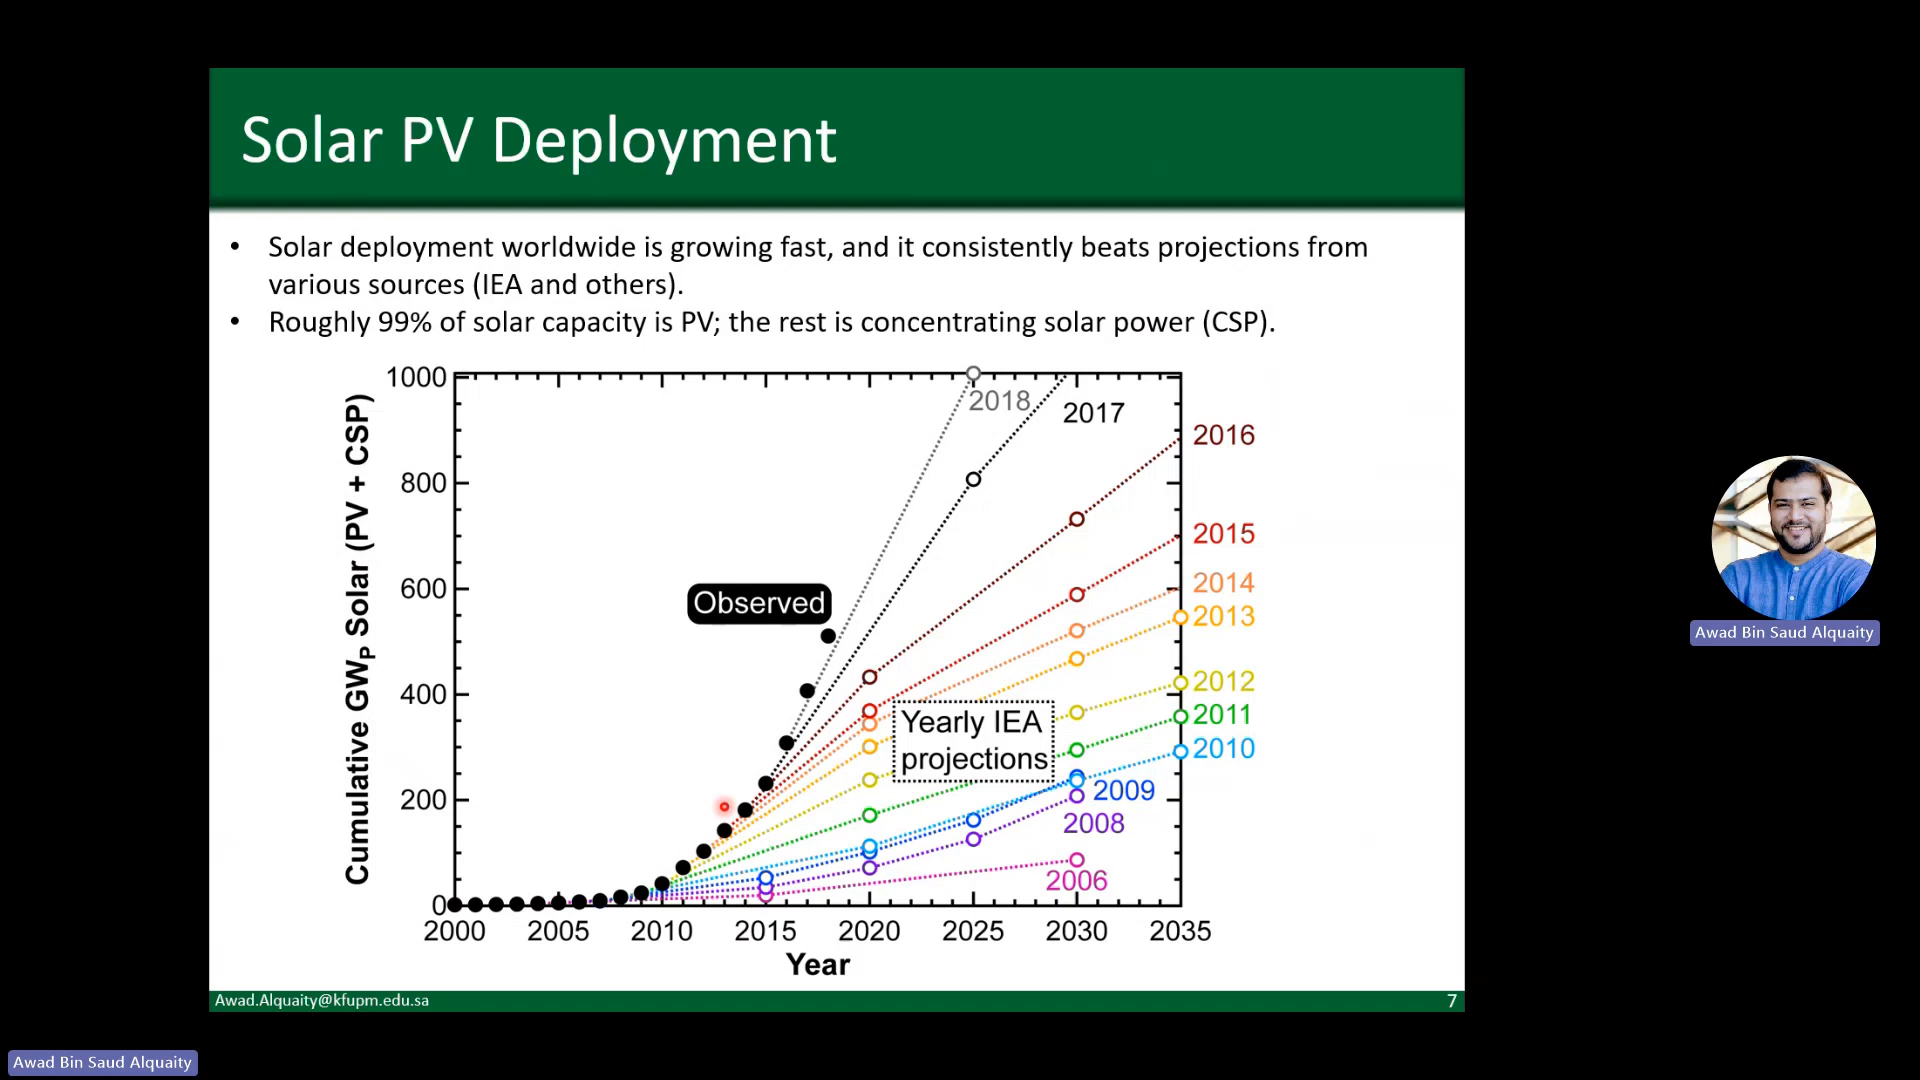 Solar PV Deployment
• Solar deployment worldwide is growing fast, and it consistently beats projections from
various sources (IEA and others).
• Roughly 99% of solar capacity is PV; the rest is concentrating solar power (CSP).
Cumulative GWP Solar (PV + CSP)
1000
800
600
400
200
0
Observed
Yearly IEA
projections
2018
2017
2016
2015
2014
2013
2012
2011
2010
2009
2008
2006
2000 2005 2010 2015 2020 2025 2030 2035
Year
Awad.Alquaity@kfupm.edu.sa
7
Awad Bin Saud Alquaity
Awad Bin Saud Alquaity